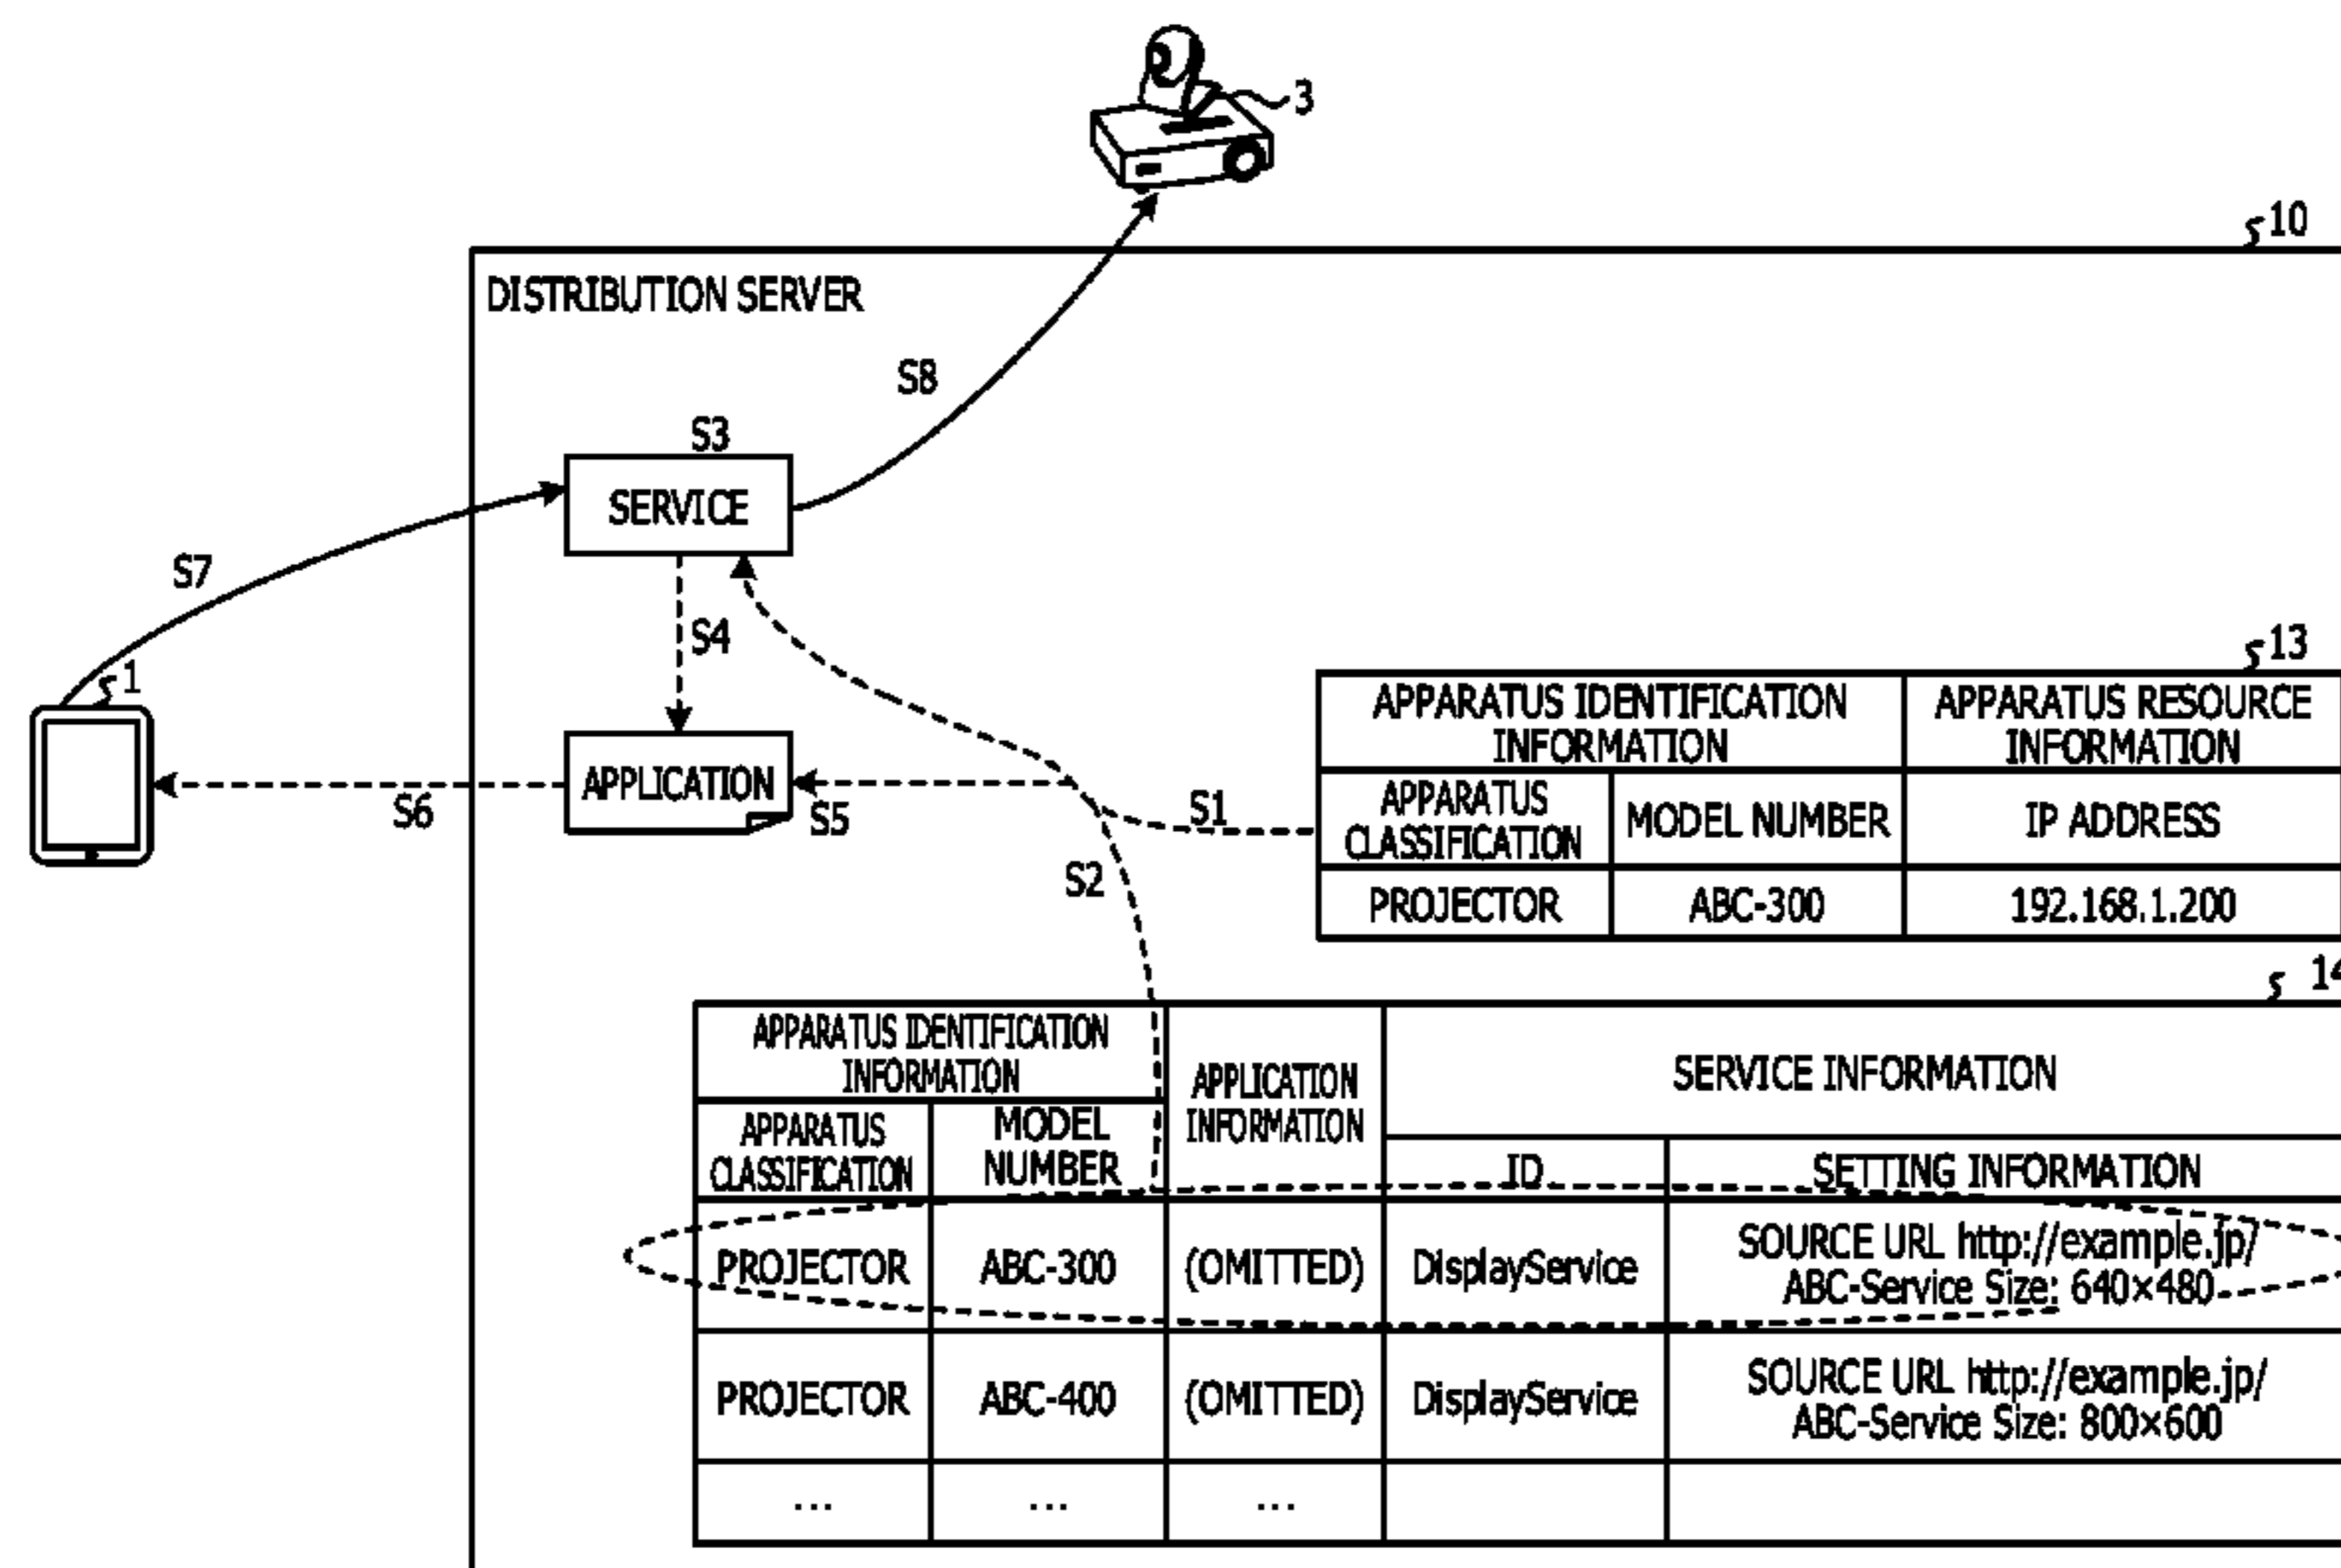 3
10
DISTRIBUTION SERVER
S8
S3
SERVICE
S7
S4
1
13
APPARATUS IDENTIFICATION
INFORMATION
APPARATUS RESOURCE
INFORMATION
APPARATUS
CLASSIFICATION
MODEL NUMBER
IP ADDRESS
PROJECTOR
ABC-300
192.168.1.200
APPLICATION
S6
S5
S1
S2
14
APPARATUS IDENTIFICATION
INFORMATION
APPLICATION
INFORMATION
SERVICE INFORMATION
APPARATUS
CLASSIFICATION
MODEL
NUMBER
ID
SETTING INFORMATION
PROJECTOR
ABC-300
(OMITTED)
DisplayService
SOURCE URL http://example.jp/
ABC-Service Size: 640×480
PROJECTOR
ABC-400
(OMITTED)
DisplayService
SOURCE URL http://example.jp/
ABC-Service Size: 800×600
...
...
...